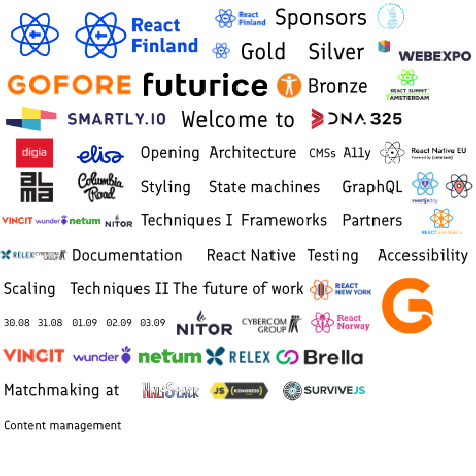 React
Finland
React
Finland
Sponsors
Gold
Silver
WEBEXPO
GOFORE
futurice
Bronze
REACT SUMMIT
AMSTERDAM
SMARTLY.IO
Welcome to
DNA 325
digia
elisa
Opening
Architecture
CMSs
A11y
React Native EU
ALMA
Columbia
Road
Styling
State machines
GraphQL
reactjsday
VINCIT
wunder
netum
NITOR
Techniques I
Frameworks
Partners
RELEX
CYBERCOM
GROUP
Documentation
React Native
Testing
Accessibility
Scaling
Techniques II
The future of work
REACT
NEW YORK
G
30.08
31.08
01.09
02.09
03.09
NITOR
CYBERCOM
GROUP
React
Norway
VINCIT
wunder
netum
RELEX
Brella
Matchmaking at
JS
SURVIVEJS
Content management